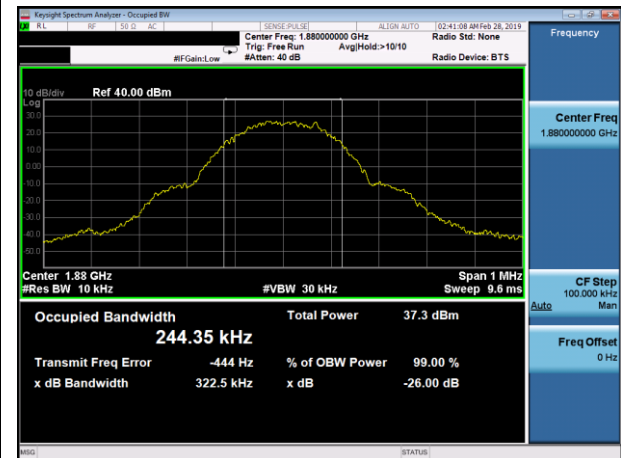 Keysight Spectrum Analyzer - Occupied BW
RL RF 50 Ω AC SENSE:PULSE ALIGN AUTO 02:41:08 AM Feb 28, 2019
Center Freq: 1.880000000 GHz Radio Std: None
Trig: Free Run Avg|Hold:>10/10
#IFGain:Low #Atten: 40 dB Radio Device: BTS
10 dB/div Ref 40.00 dBm
Log
30.0
20.0
10.0
0.00
-10.0
-20.0
-30.0
-40.0
-50.0
Center 1.88 GHz Span 1 MHz
#Res BW 10 kHz #VBW 30 kHz Sweep 9.6 ms
Occupied Bandwidth Total Power 37.3 dBm
244.35 kHz
Transmit Freq Error -444 Hz % of OBW Power 99.00 %
x dB Bandwidth 322.5 kHz x dB -26.00 dB
MSG STATUS
Frequency
Center Freq
1.880000000 GHz
CF Step
100.000 kHz
Auto Man
Freq Offset
0 Hz